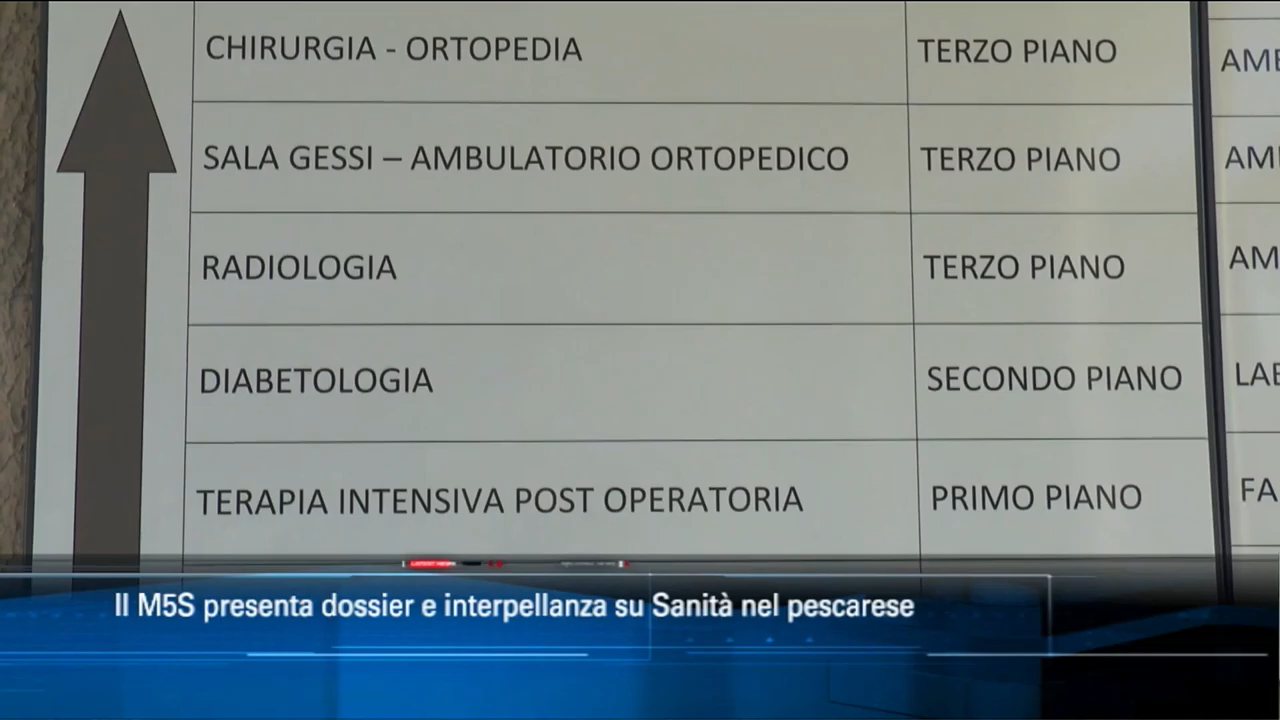 CHIRURGIA - ORTOPEDIA TERZO PIANO
SALA GESSI – AMBULATORIO ORTOPEDICO TERZO PIANO
RADIOLOGIA TERZO PIANO
DIABETOLOGIA SECONDO PIANO
TERAPIA INTENSIVA POST OPERATORIA PRIMO PIANO
Il M5S presenta dossier e interpellanza su Sanità nel pescarese